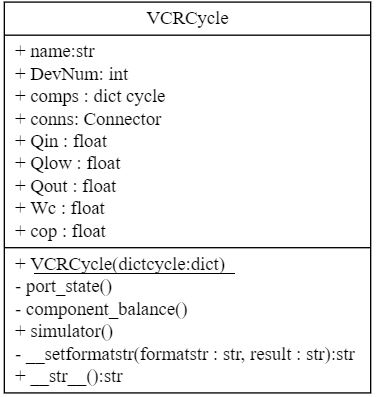 VCRCycle
+ name:str
+ DevNum: int
+ comps : dict cycle
+ conns: Connector
+ Qin : float
+ Qlow : float
+ Qout : float
+ Wc : float
+ cop : float
+ VCRCycle(dictcycle:dict)
- port_state()
- component_balance()
+ simulator()
- __setformatstr(formatstr : str, result : str):str
+ __str__():str